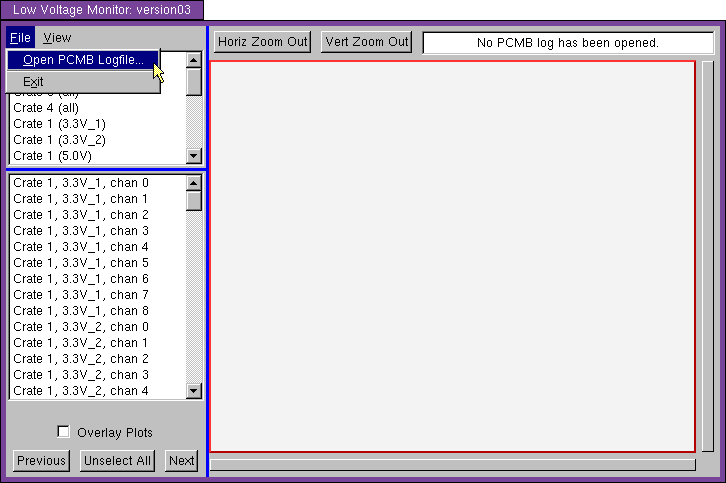 Low Voltage Monitor: version03
File View
Horiz Zoom Out Vert Zoom Out No PCMB log has been opened.
Open PCMB Logfile...
Exit
Crate 4 (all)
Crate 1 (3.3V_1)
Crate 1 (3.3V_2)
Crate 1 (5.0V)
Crate 1, 3.3V_1, chan 0
Crate 1, 3.3V_1, chan 1
Crate 1, 3.3V_1, chan 2
Crate 1, 3.3V_1, chan 3
Crate 1, 3.3V_1, chan 4
Crate 1, 3.3V_1, chan 5
Crate 1, 3.3V_1, chan 6
Crate 1, 3.3V_1, chan 7
Crate 1, 3.3V_1, chan 8
Crate 1, 3.3V_2, chan 0
Crate 1, 3.3V_2, chan 1
Crate 1, 3.3V_2, chan 2
Crate 1, 3.3V_2, chan 3
Crate 1, 3.3V_2, chan 4
Overlay Plots
Previous Unselect All Next